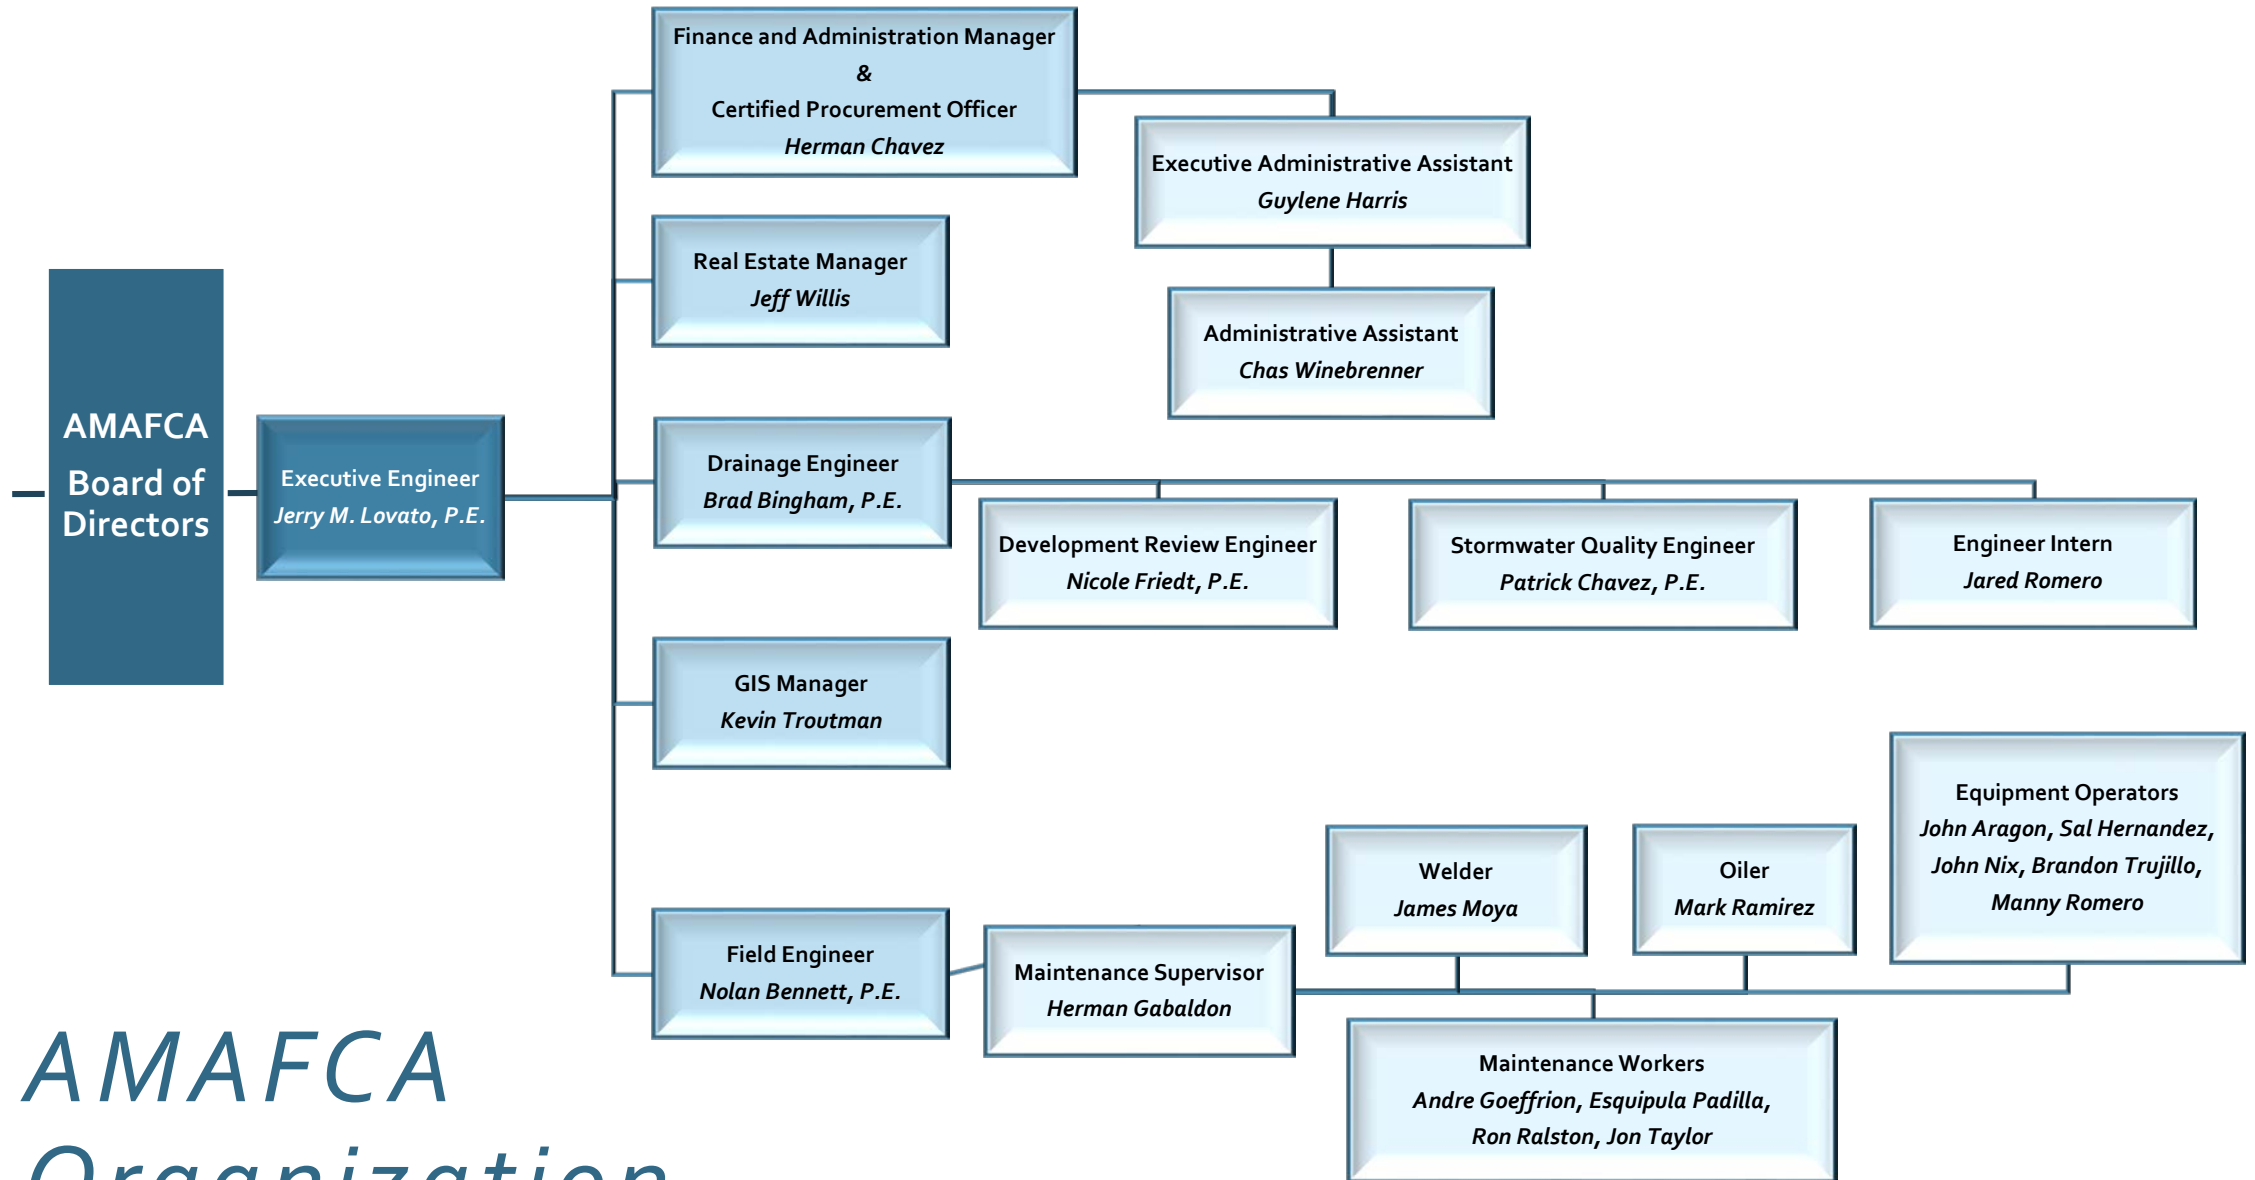 Finance and Administration Manager
&
Certified Procurement Officer
Herman Chavez
Executive Administrative Assistant
Guylene Harris
Real Estate Manager
Jeff Willis
Administrative Assistant
Chas Winebrenner
AMAFCA
Board of
Directors
Executive Engineer
Jerry M. Lovato, P.E.
Drainage Engineer
Brad Bingham, P.E.
Development Review Engineer
Nicole Friedt, P.E.
Stormwater Quality Engineer
Patrick Chavez, P.E.
Engineer Intern
Jared Romero
GIS Manager
Kevin Troutman
Equipment Operators
John Aragon, Sal Hernandez,
John Nix, Brandon Trujillo,
Manny Romero
Welder
James Moya
Oiler
Mark Ramirez
Field Engineer
Nolan Bennett, P.E.
Maintenance Supervisor
Herman Gabaldon
Maintenance Workers
Andre Goeffrion, Esquipula Padilla,
Ron Ralston, Jon Taylor
AMAFCA
Organization